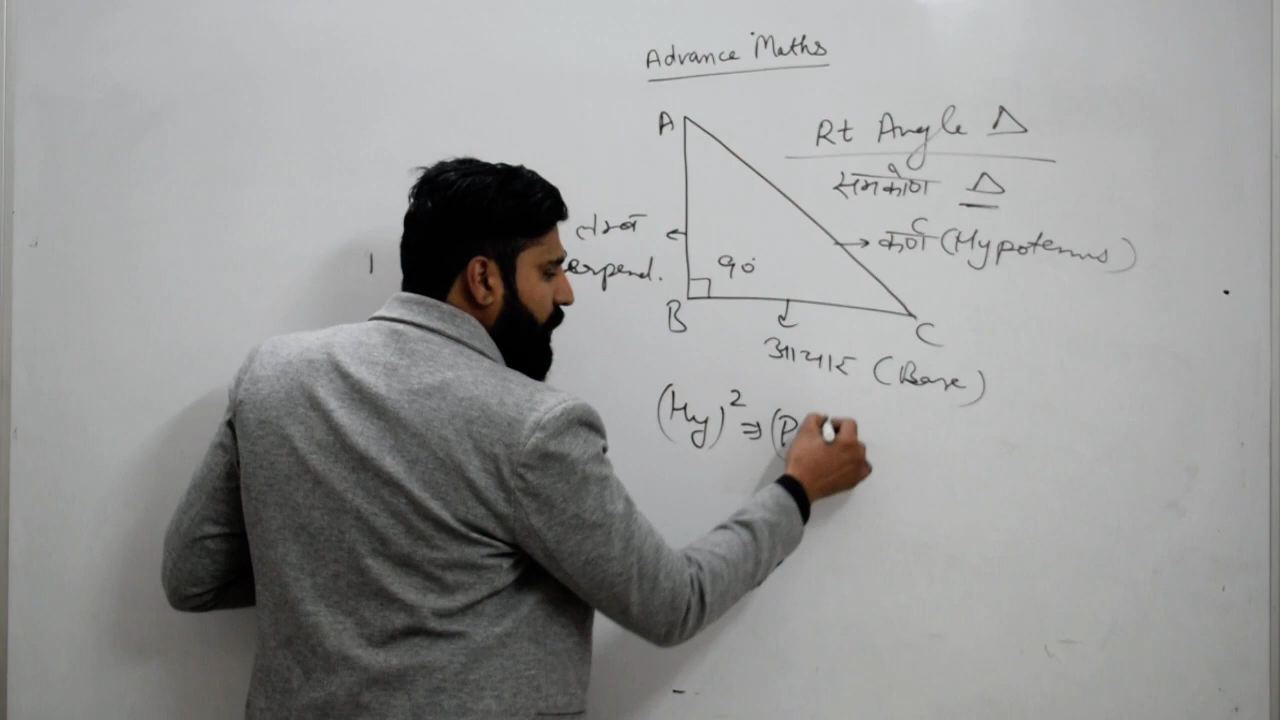 Advance Maths
A
Rt Angle Δ
समकोण Δ
लम्ब
कर्ण (Hypotenus)
erpend.
90°
B
C
आधार (Base)
(Hy)² ⇒ (P